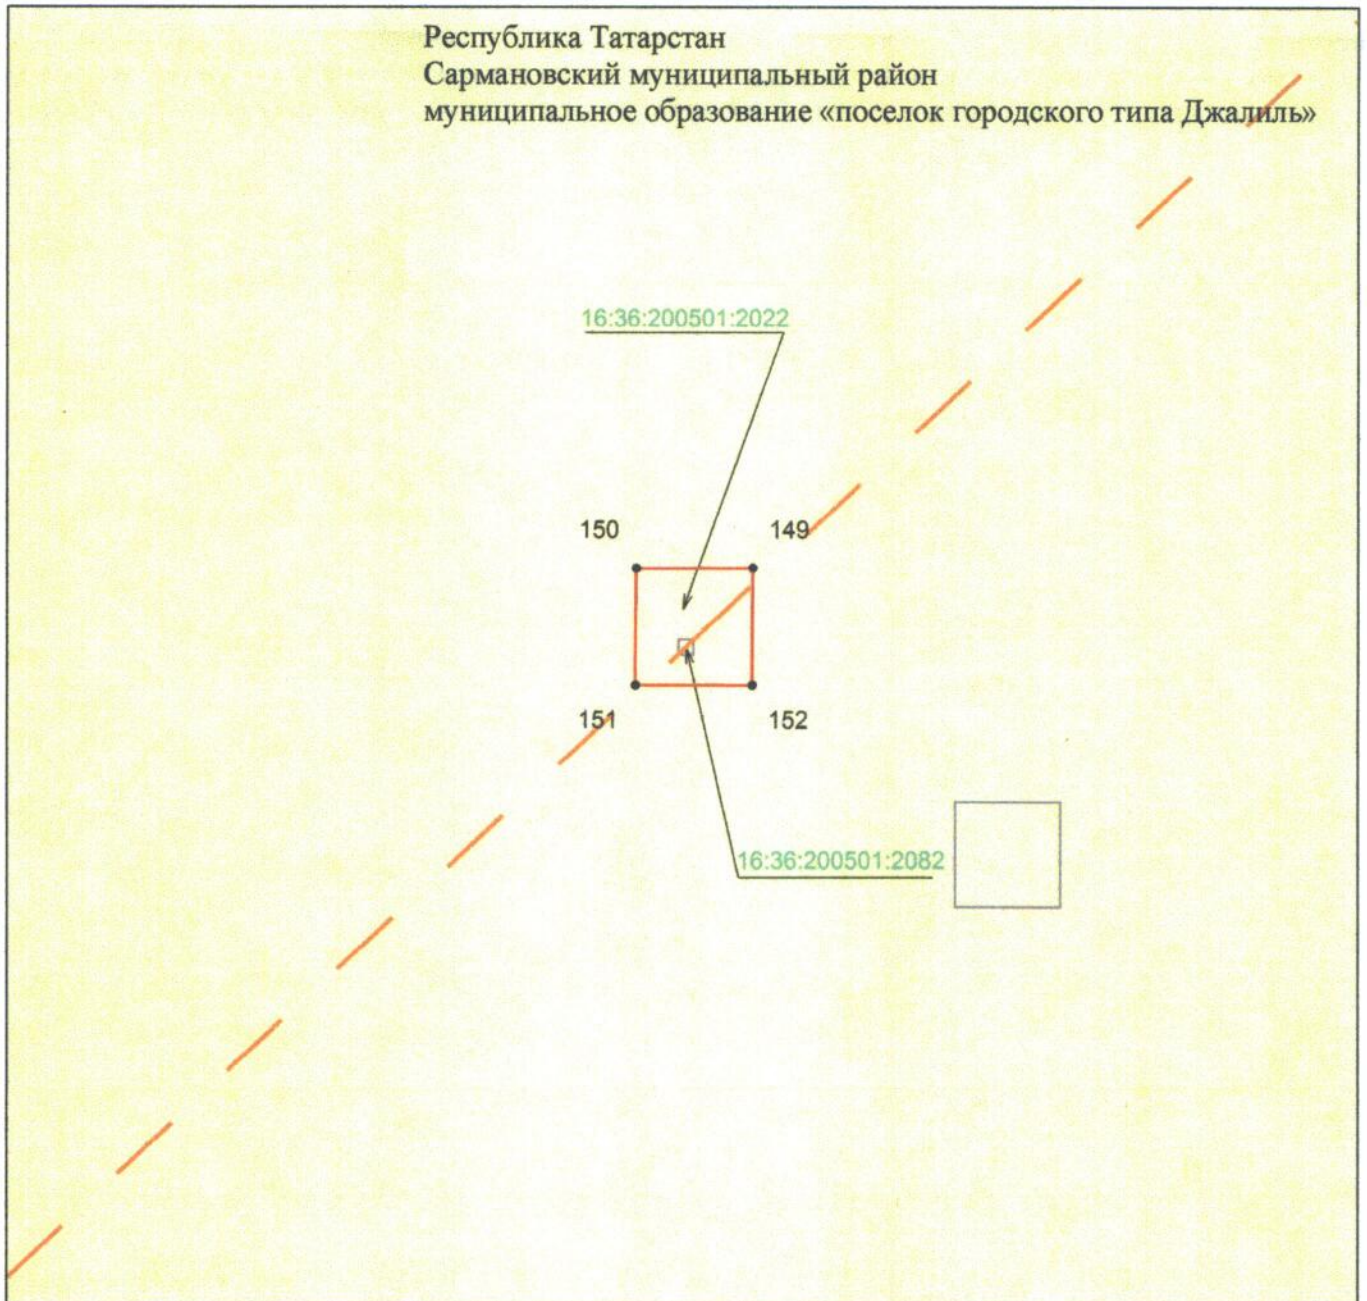 Республика Татарстан
Сармановский муниципальный район
муниципальное образование «поселок городского типа Джалиль»
16:36:200501:2022
150
149
151
152
16:36:200501:2082